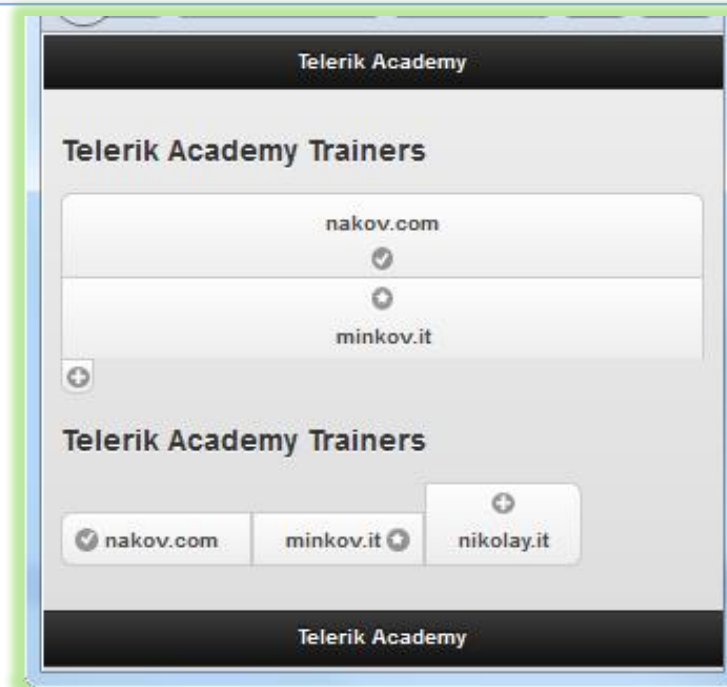 Telerik Academy
Telerik Academy Trainers
nakov.com
minkov.it
Telerik Academy Trainers
nakov.com minkov.it nikolay.it
Telerik Academy